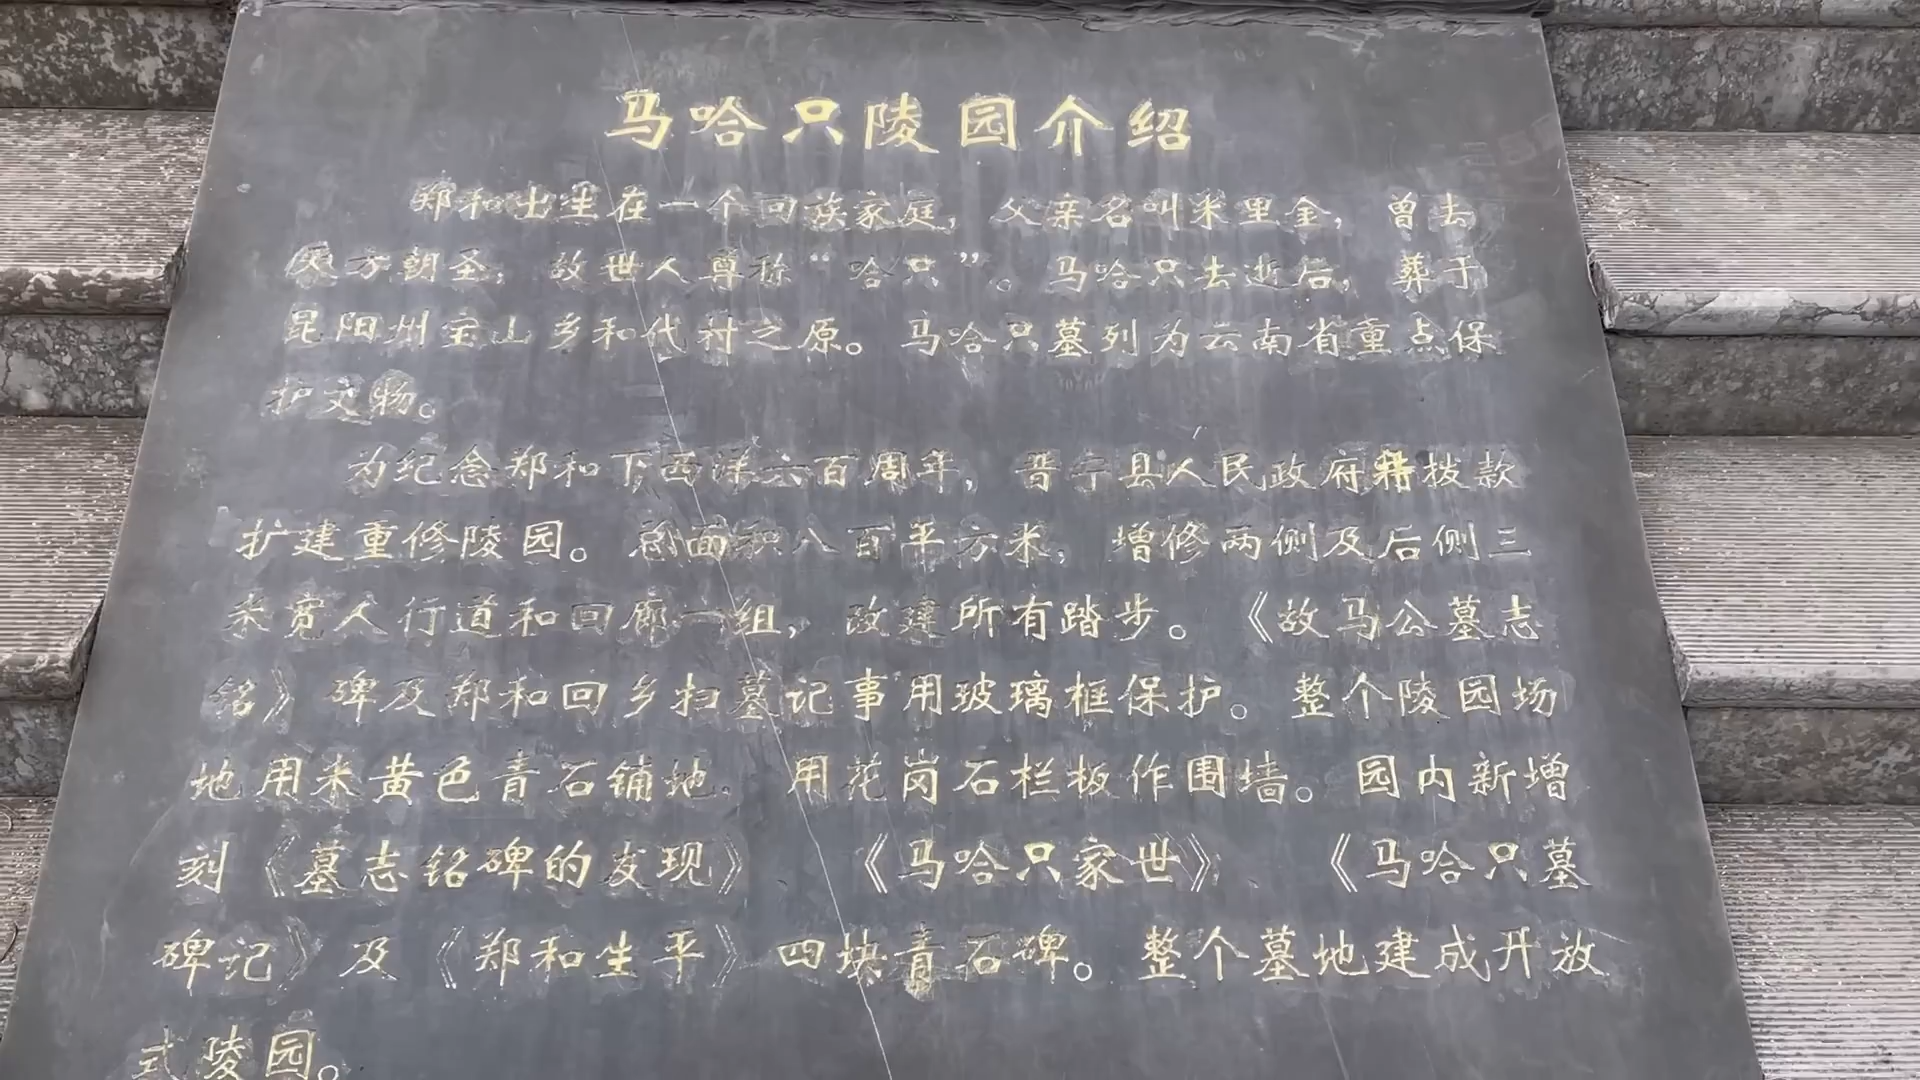 马哈只陵园介绍
郑和出生在一个回族家庭，父亲名叫米里金，曾去
天方朝圣，故世人尊称“哈只”。马哈只去逝后，葬于
昆阳州宝山乡和代村之原。马哈只墓列为云南省重点保
护文物。
为纪念郑和下西洋六百周年，晋宁县人民政府特拨款
扩建重修陵园。总面积八百平方米，增修两侧及后侧三
米宽人行道和回廊一组，改建所有踏步。《故马公墓志
铭》碑及郑和回乡扫墓记事用玻璃框保护。整个陵园场
地用米黄色青石铺地，用花岗石栏板作围墙。园内新增
刻《墓志铭碑的发现》《马哈只家世》《马哈只墓
碑记》及《郑和生平》四块青石碑。整个墓地建成开放
式陵园。